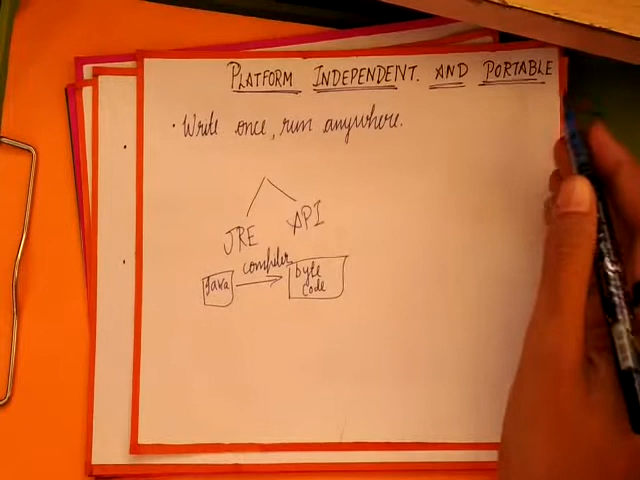 PLATFORM INDEPENDENT. AND PORTABLE
· Write once, run anywhere.
JRE API
compiler
Java byte
code